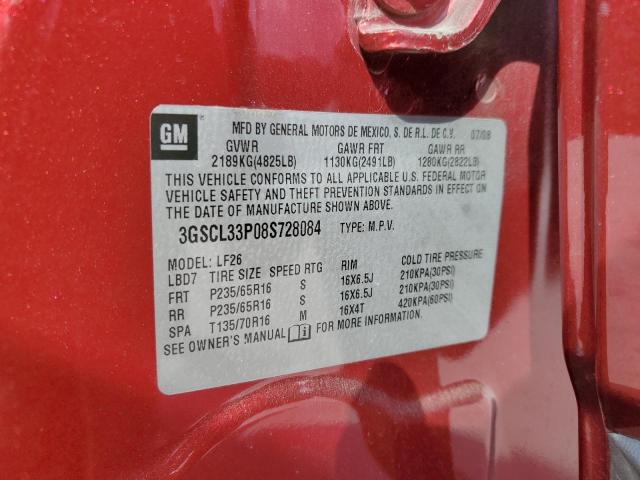 GM
MFD BY GENERAL MOTORS DE MEXICO, S. DE R.L. DE C.V. 07/08
GVWR GAWR FRT GAWR RR
2189KG(4825LB) 1130KG(2491LB) 1280KG(2822LB)
THIS VEHICLE CONFORMS TO ALL APPLICABLE U.S. FEDERAL MOTOR
VEHICLE SAFETY AND THEFT PREVENTION STANDARDS IN EFFECT ON
THE DATE OF MANUFACTURE SHOWN ABOVE.
3GSCL33P08S728084 TYPE: M.P.V.
MODEL: LF26
LBD7 TIRE SIZE SPEED RTG RIM COLD TIRE PRESSURE
FRT P235/65R16 S 16X6.5J 210KPA(30PSI)
RR P235/65R16 S 16X6.5J 210KPA(30PSI)
SPA T135/70R16 M 16X4T 420KPA(60PSI)
SEE OWNER'S MANUAL FOR MORE INFORMATION.